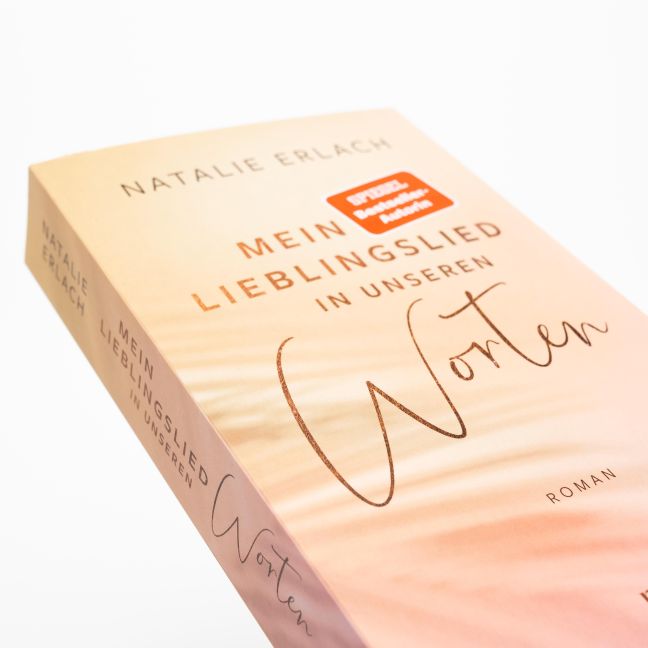 NATALIE ERLACH
SPIEGEL
Bestseller-
Autorin
MEIN
LIEBLINGSLIED
IN UNSEREN
Worten
ROMAN
NATALIE
ERLACH
MEIN
LIEBLINGSLIED
IN UNSEREN
Worten